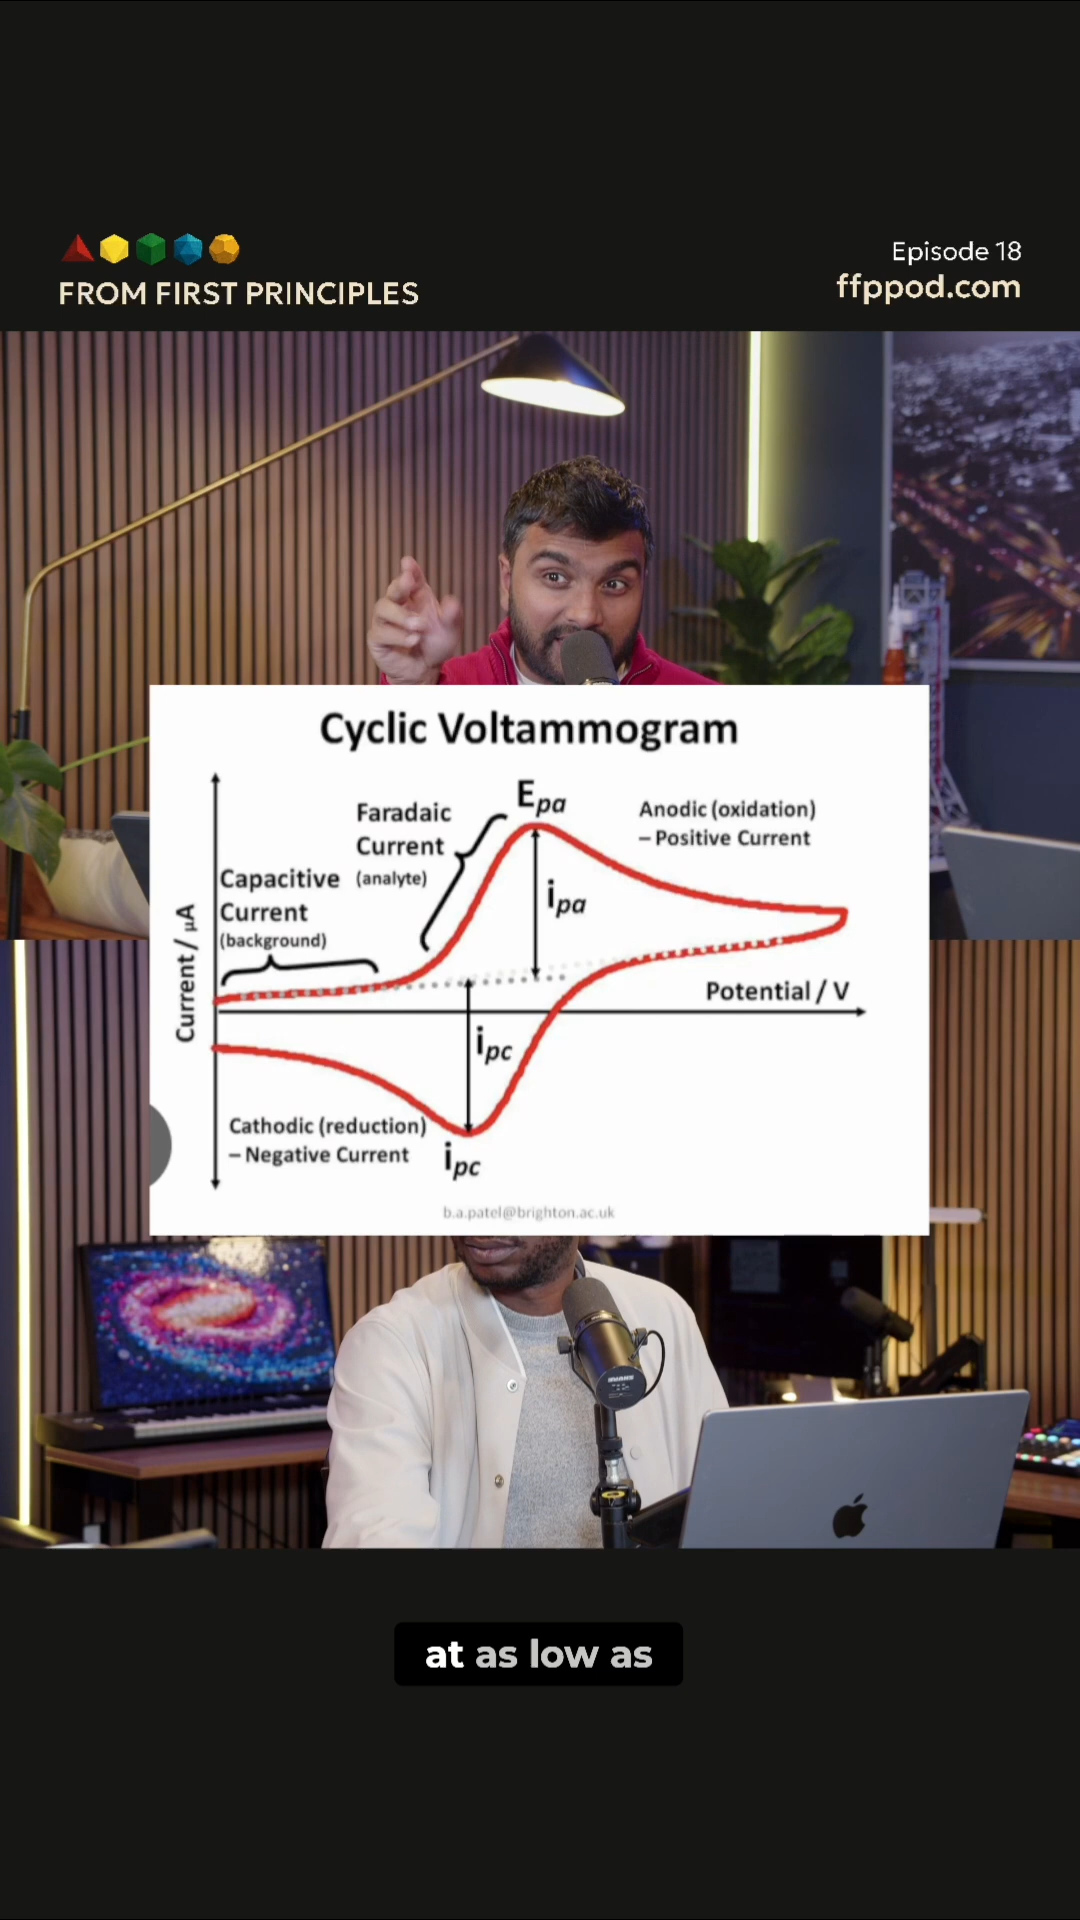 Episode 18
FROM FIRST PRINCIPLES
ffppod.com
Cyclic Voltammogram
Epa
Faradaic
Current
(analyte)
Anodic (oxidation)
– Positive Current
Capacitive
Current
(background)
ipa
Current / µA
Potential / V
ipc
Cathodic (reduction)
– Negative Current
ipc
b.a.patel@brighton.ac.uk
at as low as